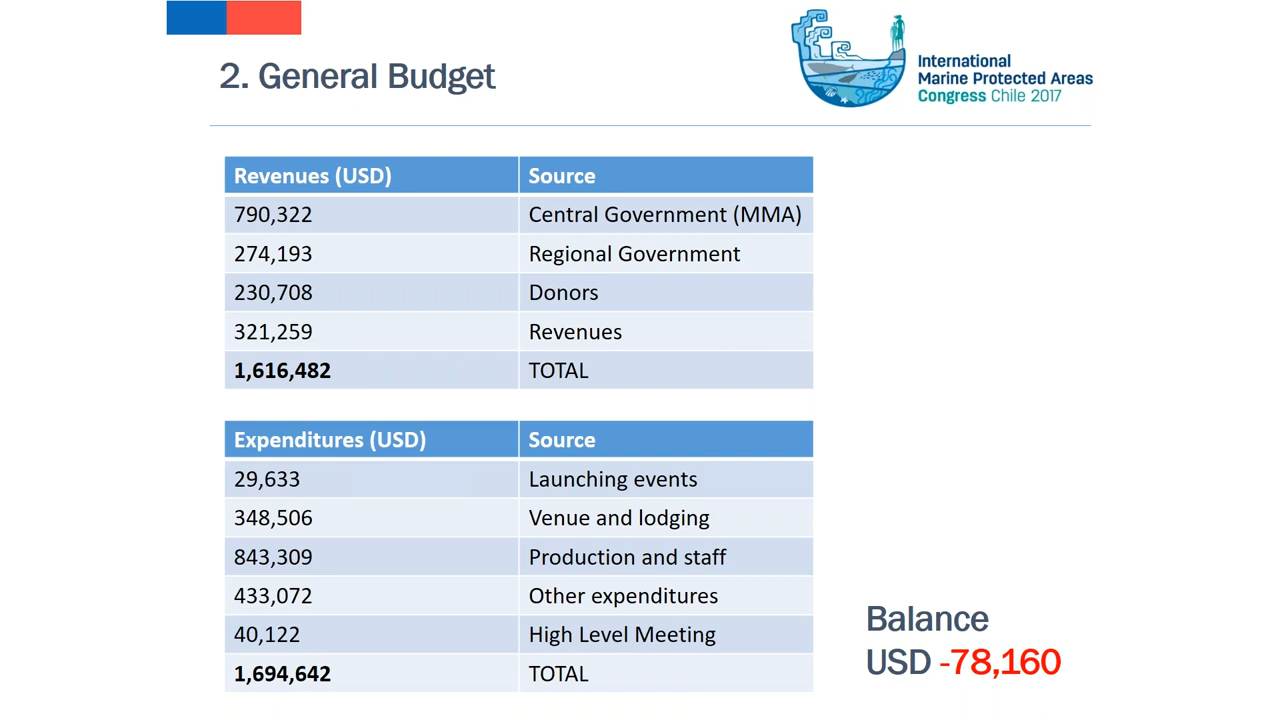 2. General Budget
International
Marine Protected Areas
Congress Chile 2017
Revenues (USD) Source
790,322 Central Government (MMA)
274,193 Regional Government
230,708 Donors
321,259 Revenues
1,616,482 TOTAL
Expenditures (USD) Source
29,633 Launching events
348,506 Venue and lodging
843,309 Production and staff
433,072 Other expenditures
40,122 High Level Meeting
1,694,642 TOTAL
Balance
USD -78,160